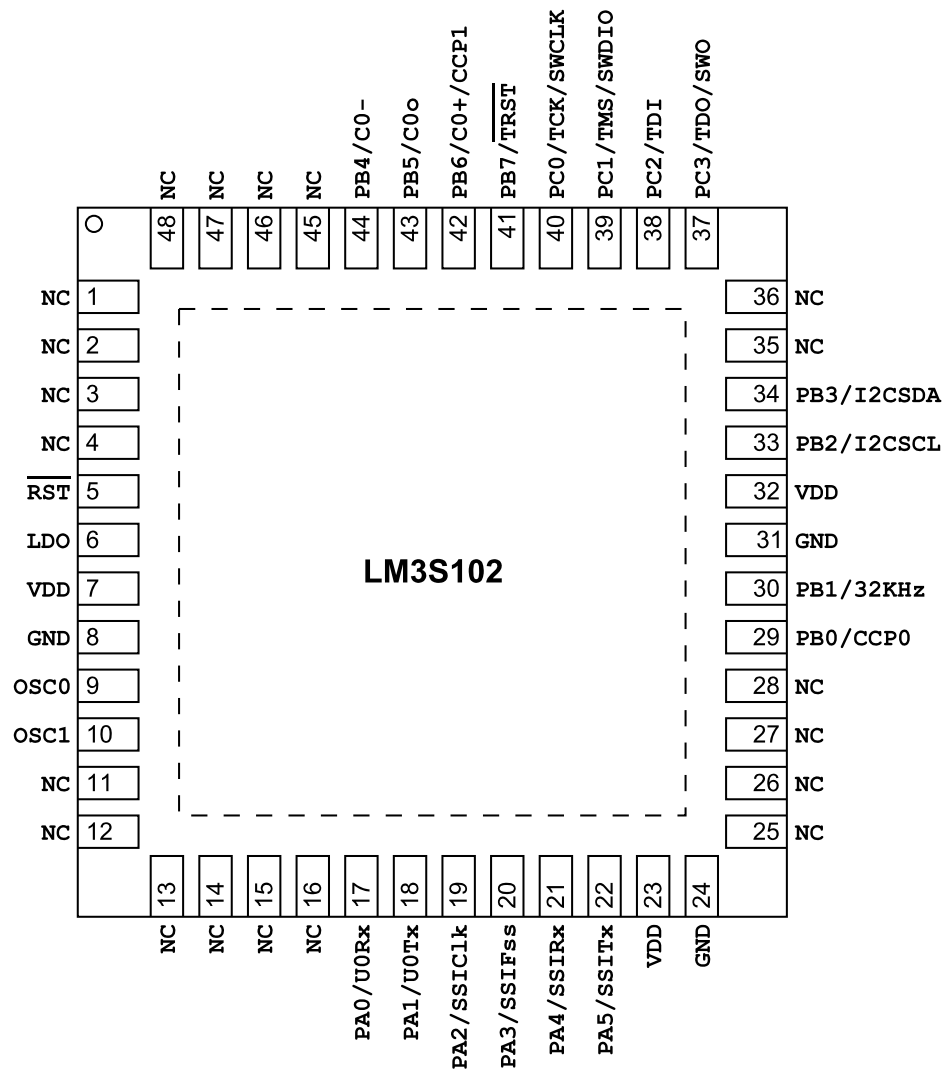 NC
NC
NC
NC
PB4/C0-
PB5/C0o
PB6/C0+/CCP1
PB7/TRST
PC0/TCK/SWCLK
PC1/TMS/SWDIO
PC2/TDI
PC3/TDO/SWO
48
47
46
45
44
43
42
41
40
39
38
37
NC 1
NC 2
NC 3
NC 4
RST 5
LDO 6
VDD 7
GND 8
OSC0 9
OSC1 10
NC 11
NC 12
LM3S102
36 NC
35 NC
34 PB3/I2CSDA
33 PB2/I2CSCL
32 VDD
31 GND
30 PB1/32KHz
29 PB0/CCP0
28 NC
27 NC
26 NC
25 NC
13
14
15
16
17
18
19
20
21
22
23
24
NC
NC
NC
NC
PA0/U0Rx
PA1/U0Tx
PA2/SSIClk
PA3/SSIFss
PA4/SSIRx
PA5/SSITx
VDD
GND